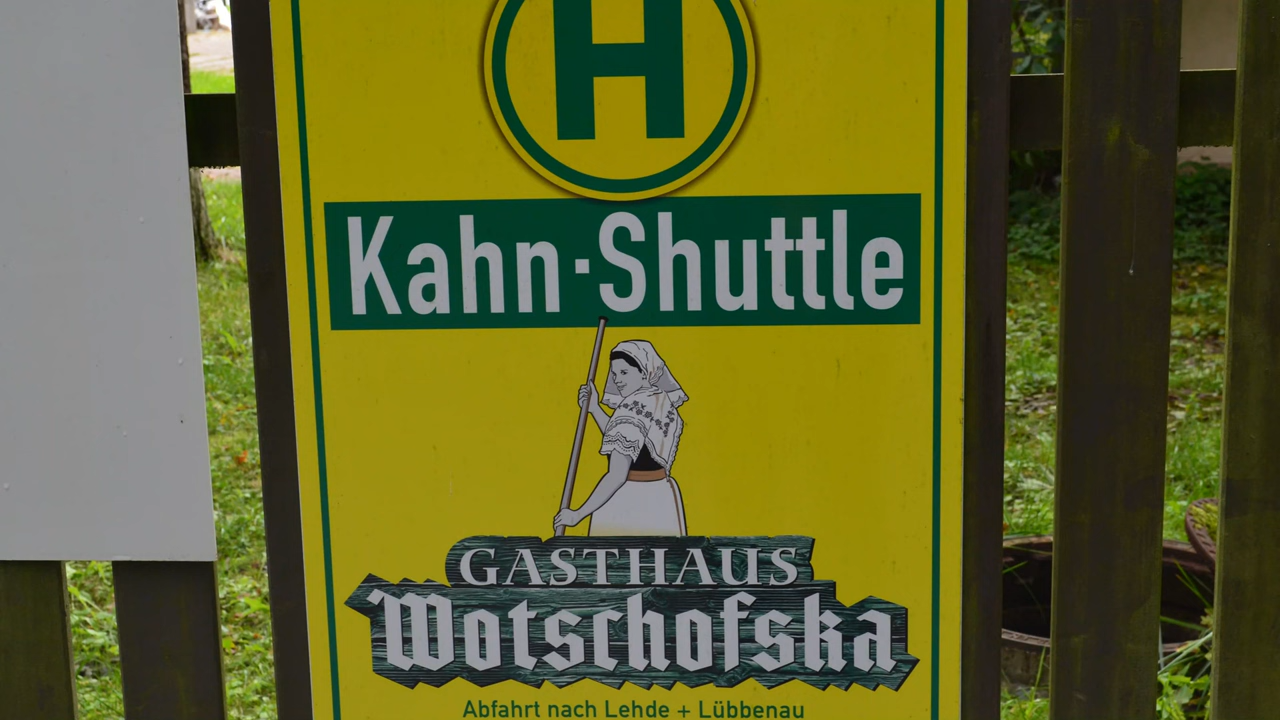 H
Kahn·Shuttle
GASTHAUS
Wotschofska
Abfahrt nach Lehde + Lübbenau